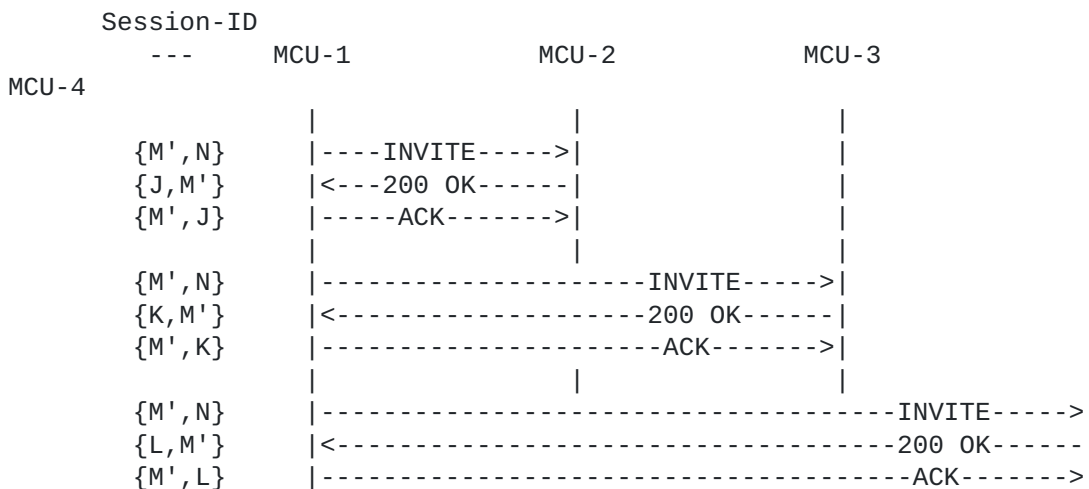 Session-ID
         ---     MCU-1            MCU-2            MCU-3
MCU-4
                   |                |                |
        {M',N}     |----INVITE----->|                |
        {J,M'}     |<---200 OK------|                |
        {M',J}     |-----ACK------->|                |
                   |                |                |
        {M',N}     |---------------------INVITE----->|
        {K,M'}     |<--------------------200 OK------|
        {M',K}     |----------------------ACK------->|
                   |                |                |
        {M',N}     |-------------------------------------INVITE----->
        {L,M'}     |<------------------------------------200 OK------
        {M',L}     |--------------------------------------ACK------->